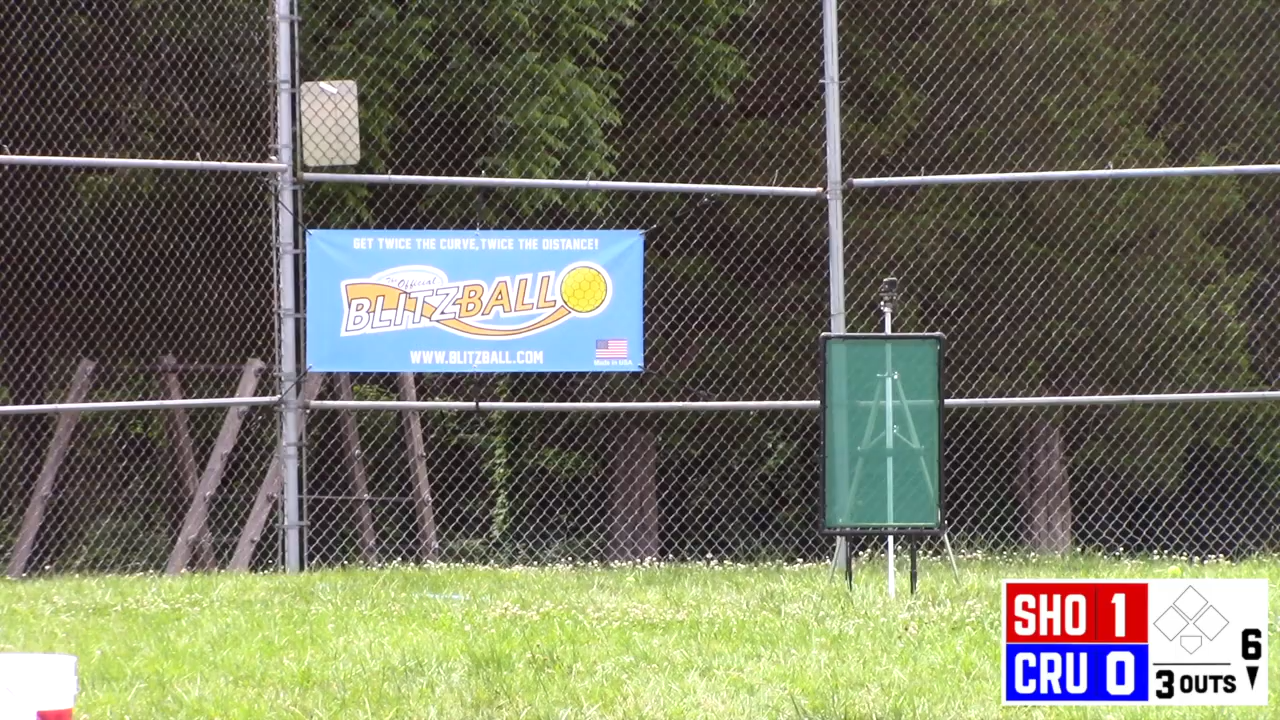 GET TWICE THE CURVE, TWICE THE DISTANCE!
The Official
BLITZBALL
WWW.BLITZBALL.COM
Made in USA
SHO 1
CRU 0
6
3 OUTS